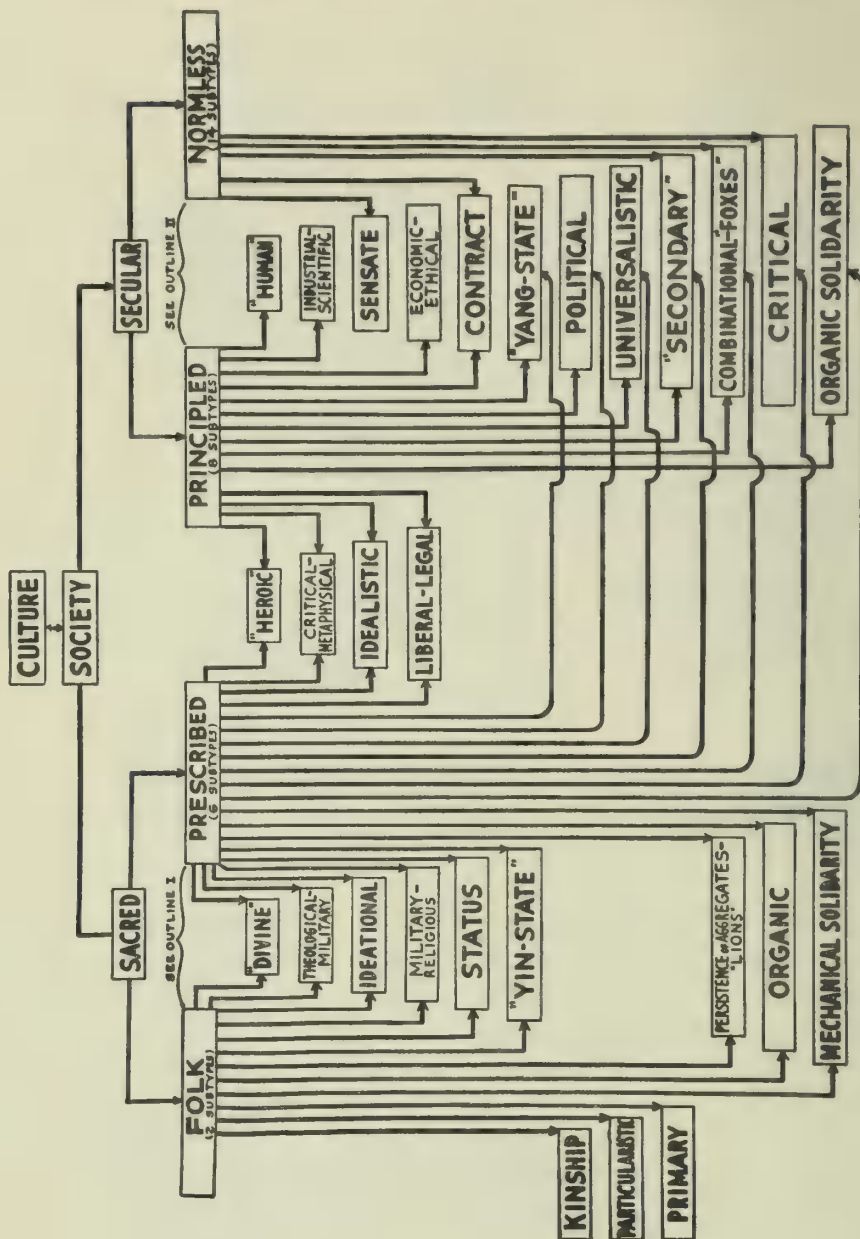 CULTURE
SOCIETY
SACRED
SECULAR
SEE OUTLINE I
SEE OUTLINE II
FOLK
(2 SUBTYPES)
PRESCRIBED
(6 SUBTYPES)
PRINCIPLED
(8 SUBTYPES)
NORMLESS
(14 SUBTYPES)
"DIVINE"
"HEROIC"
"HUMAN"
THEOLOGICAL-
MILITARY
CRITICAL-
METAPHYSICAL
INDUSTRIAL-
SCIENTIFIC
IDEATIONAL
IDEALISTIC
SENSATE
MILITARY-
RELIGIOUS
LIBERAL-LEGAL
ECONOMIC-
ETHICAL
STATUS
CONTRACT
"YIN-STATE"
"YANG-STATE"
KINSHIP
POLITICAL
PARTICULARISTIC
UNIVERSALISTIC
PRIMARY
"SECONDARY"
PERSISTENCE OF AGGREGATES-
"LIONS"
"COMBINATIONAL-FOXES"
ORGANIC
CRITICAL
MECHANICAL SOLIDARITY
ORGANIC SOLIDARITY